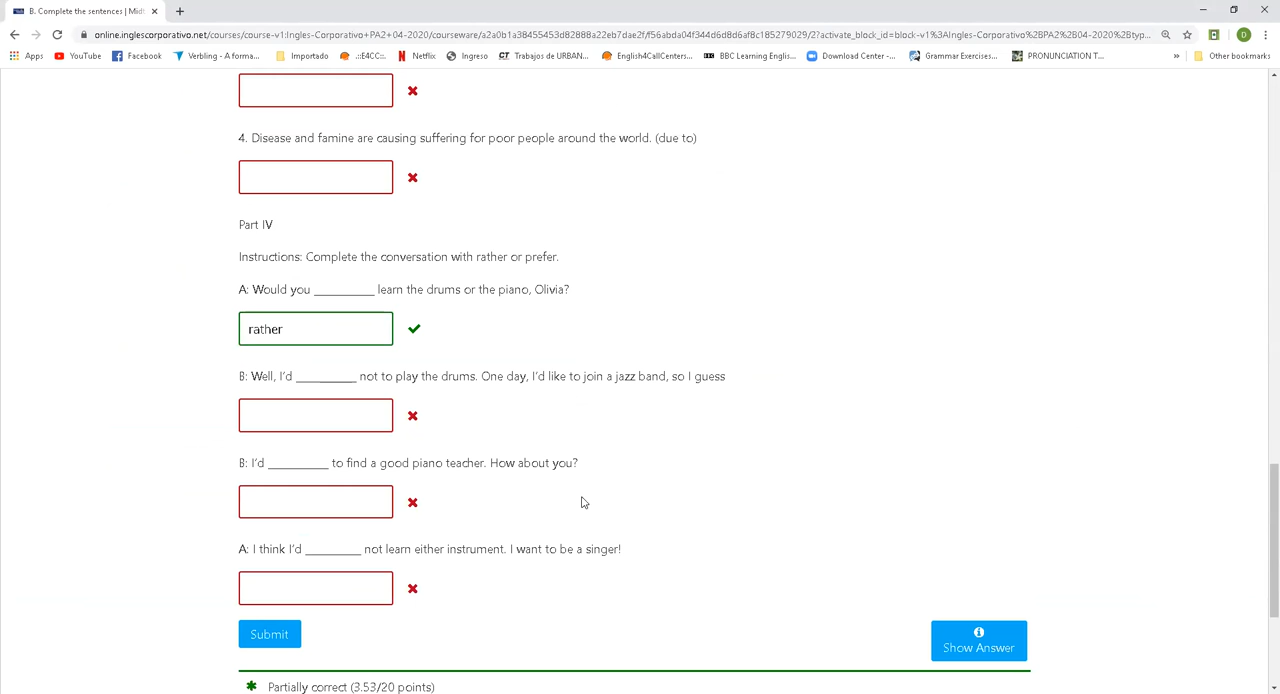 B. Complete the sentences | Midt
online.inglescorporativo.net/courses/course-v1:Ingles-Corporativo+PA2+04-2020/courseware/a2a0b1a38455453d82888a22eb7dae2f/f56abda04f344d6d8d6af8c185279029/2?activate_block_id=block-v1%3AIngles-Corporativo%2BPA2%2B04-2020%2Btyp...
D
Apps YouTube Facebook Verbling - A forma... Importado .::E4CC::. Netflix Ingreso CT Trabajos de URBAN... English4CallCenters... BBC Learning Englis... Download Center -... Grammar Exercises... PRONUNCIATION T... » Other bookmarks
4. Disease and famine are causing suffering for poor people around the world. (due to)
Part IV
Instructions: Complete the conversation with rather or prefer.
A: Would you __________ learn the drums or the piano, Olivia?
rather
B: Well, I'd __________ not to play the drums. One day, I'd like to join a jazz band, so I guess
B: I'd __________ to find a good piano teacher. How about you?
A: I think I'd _________ not learn either instrument. I want to be a singer!
Submit
Show Answer
Partially correct (3.53/20 points)